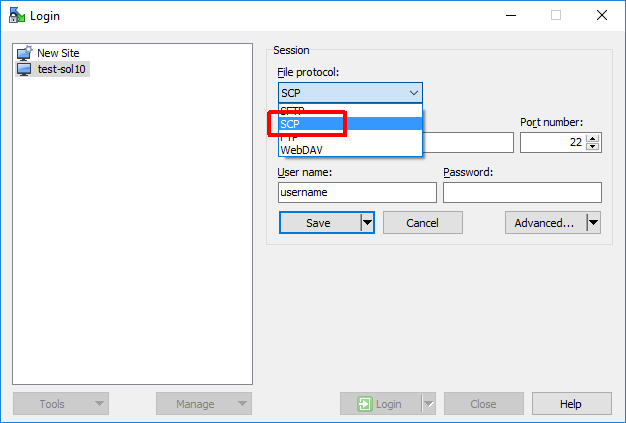 Login
New Site
test-sol10
Session
File protocol:
SCP
SFTP
SCP
FTP
WebDAV
Port number:
22
User name:
Password:
username
Save
Cancel
Advanced...
Tools
Manage
Login
Close
Help